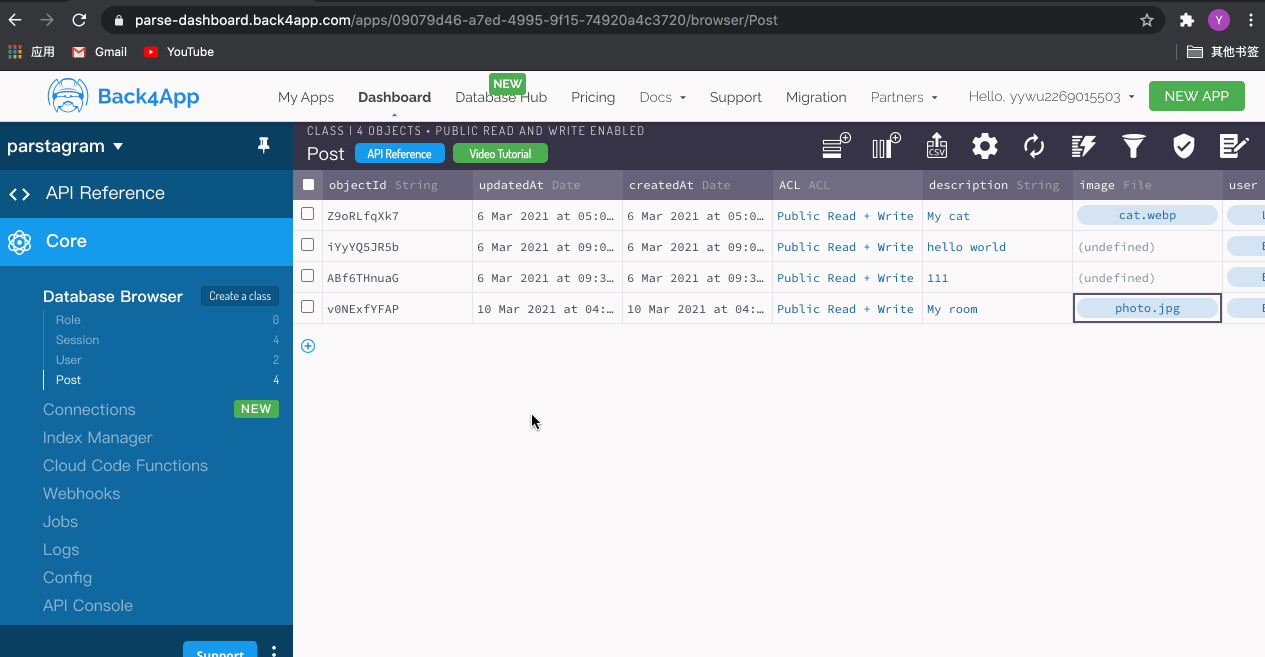 parse-dashboard.back4app.com/apps/09079d46-a7ed-4995-9f15-74920a4c3720/browser/Post
Y
应用 Gmail YouTube 其他书签
Back4App
My Apps Dashboard Database Hub NEW Pricing Docs Support Migration Partners Hello, yywu2269015503 NEW APP
parstagram
API Reference
Core
Database Browser Create a class
Role 0
Session 4
User 2
Post 4
Connections NEW
Index Manager
Cloud Code Functions
Webhooks
Jobs
Logs
Config
API Console
Support
CLASS | 4 OBJECTS • PUBLIC READ AND WRITE ENABLED
Post API Reference Video Tutorial
CSV
objectId String updatedAt Date createdAt Date ACL ACL description String image File user
Z9oRLfqXk7 6 Mar 2021 at 05:0… 6 Mar 2021 at 05:0… Public Read + Write My cat cat.webp
iYyYQ5JR5b 6 Mar 2021 at 09:0… 6 Mar 2021 at 09:0… Public Read + Write hello world (undefined)
ABf6THnuaG 6 Mar 2021 at 09:3… 6 Mar 2021 at 09:3… Public Read + Write 111 (undefined)
v0NExfYFAP 10 Mar 2021 at 04:… 10 Mar 2021 at 04:… Public Read + Write My room photo.jpg